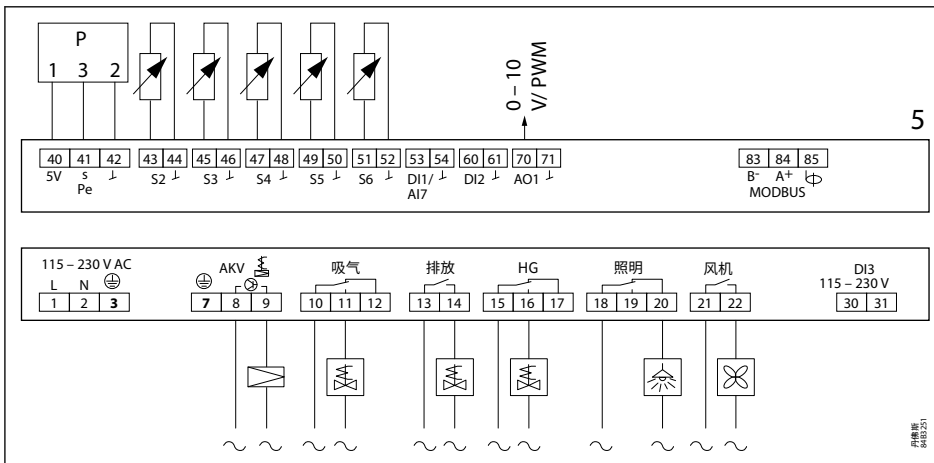 P
1 3 2
0 – 10
V/ PWM
5
40 41 42 43 44 45 46 47 48 49 50 51 52 53 54 60 61 70 71 83 84 85
5V s S2 S3 S4 S5 S6 DI1/ DI2 AO1 B- A+
Pe AI7 MODBUS
115 – 230 V AC AKV 吸气 排放 HG 照明 风机 DI3
L N 115 – 230 V
1 2 3 7 8 9 10 11 12 13 14 15 16 17 18 19 20 21 22 30 31
丹佛斯
84B3251